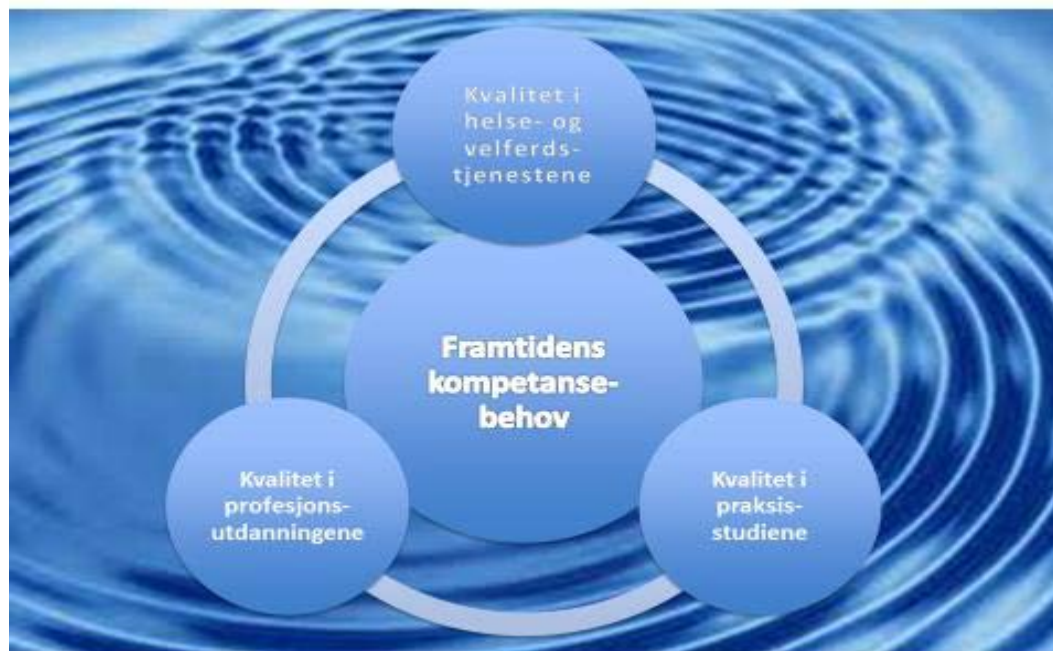 Kvalitet i
helse- og
velferds-
tjenestene
Framtidens
kompetanse-
behov
Kvalitet i
profesjons-
utdanningene
Kvalitet i
praksis-
studiene